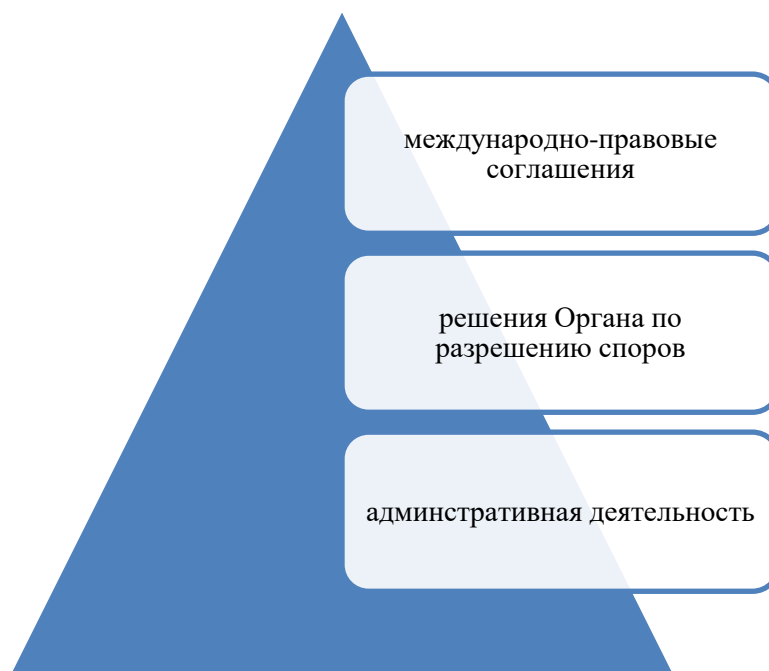 международно-правовые
соглашения
решения Органа по
разрешению споров
админстративная деятельность